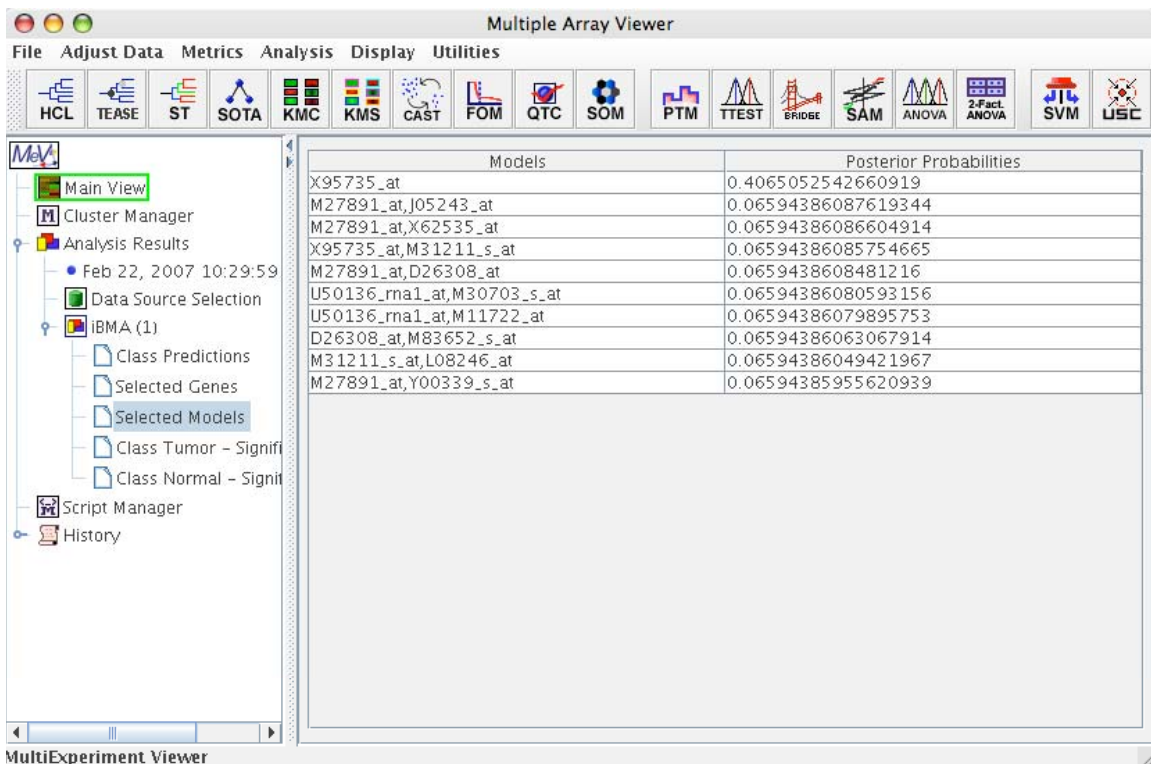 Multiple Array Viewer
File Adjust Data Metrics Analysis Display Utilities
HCL TEASE ST SOTA KMC KMS CAST FOM QTC SOM PTM TTEST BRIDGE SAM ANOVA 2-Fact. ANOVA SVM USC
MeV
Main View
Cluster Manager
Analysis Results
Feb 22, 2007 10:29:59
Data Source Selection
iBMA (1)
Class Predictions
Selected Genes
Selected Models
Class Tumor – Signifi
Class Normal – Signif
Script Manager
History
Models Posterior Probabilities
X95735_at 0.4065052542660919
M27891_at,J05243_at 0.06594386087619344
M27891_at,X62535_at 0.06594386086604914
X95735_at,M31211_s_at 0.06594386085754665
M27891_at,D26308_at 0.0659438608481216
U50136_rna1_at,M30703_s_at 0.06594386080593156
U50136_rna1_at,M11722_at 0.06594386079895753
D26308_at,M83652_s_at 0.06594386063067914
M31211_s_at,L08246_at 0.06594386049421967
M27891_at,Y00339_s_at 0.06594385955620939
MultiExperiment Viewer